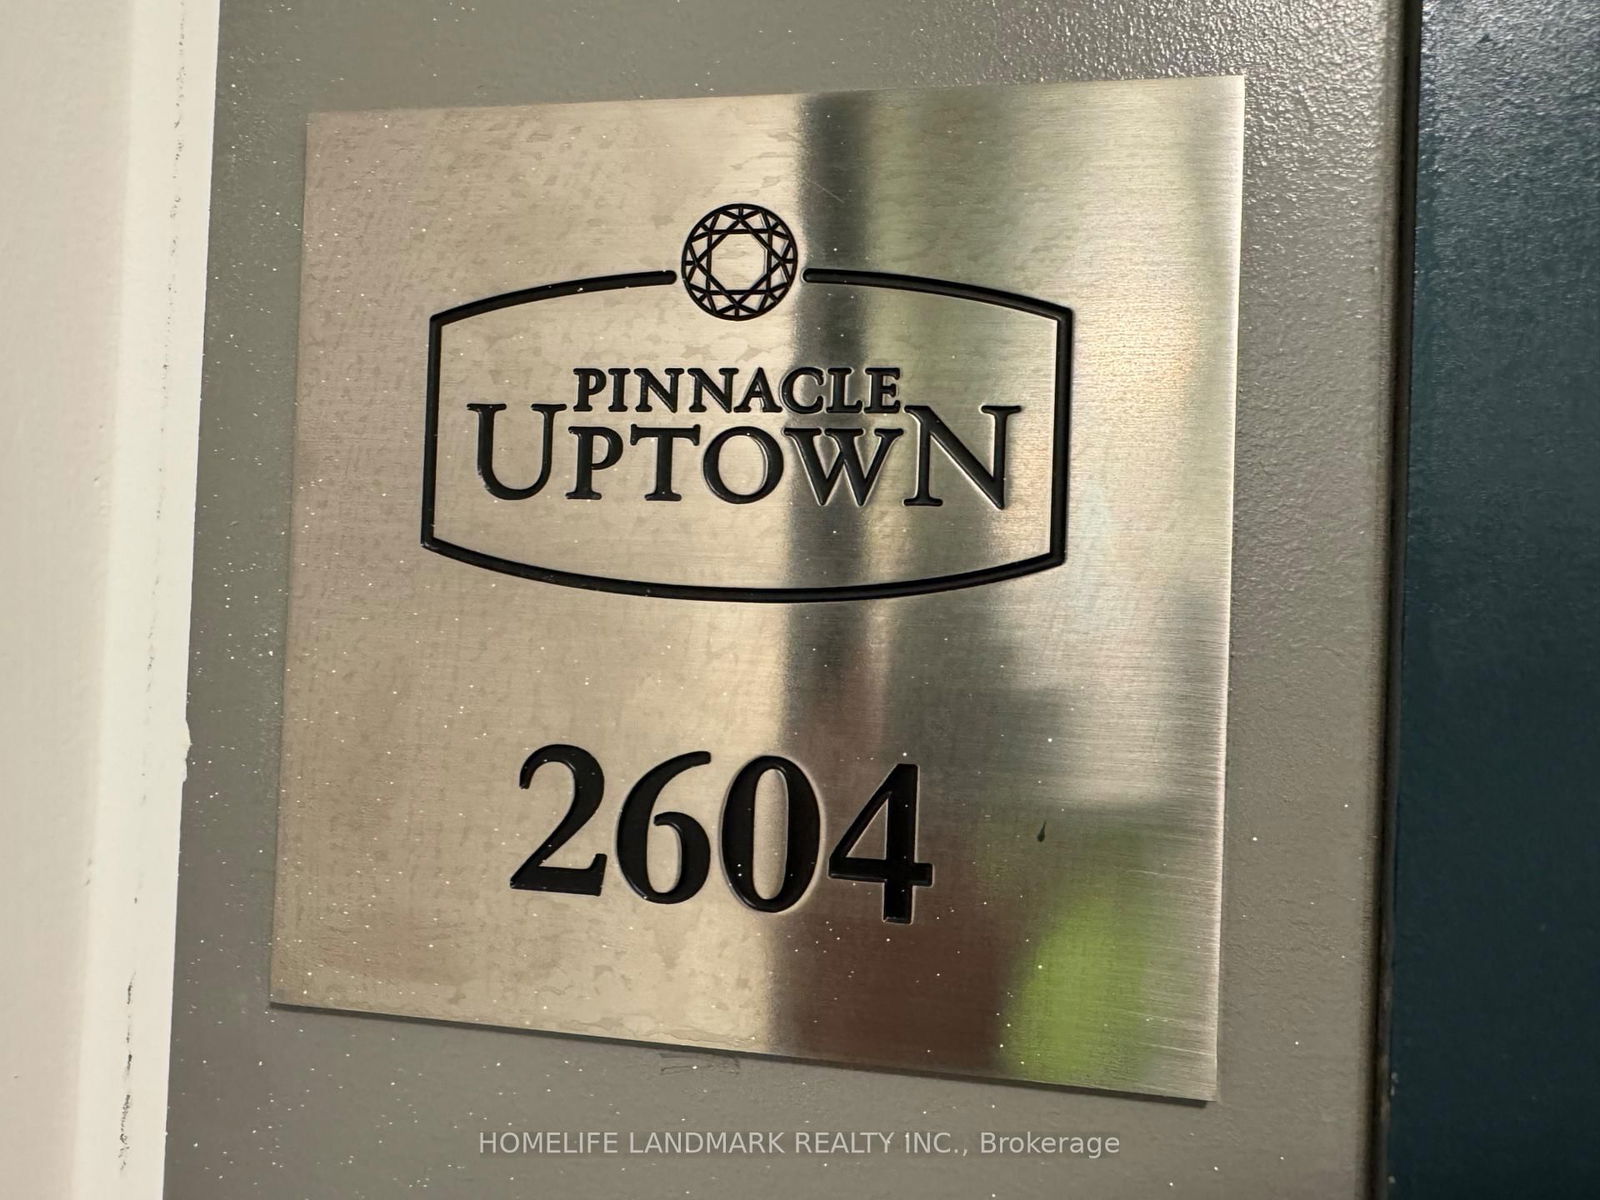 PINNACLE
UPTOWN
2604
HOMELIFE LANDMARK REALTY INC., Brokerage